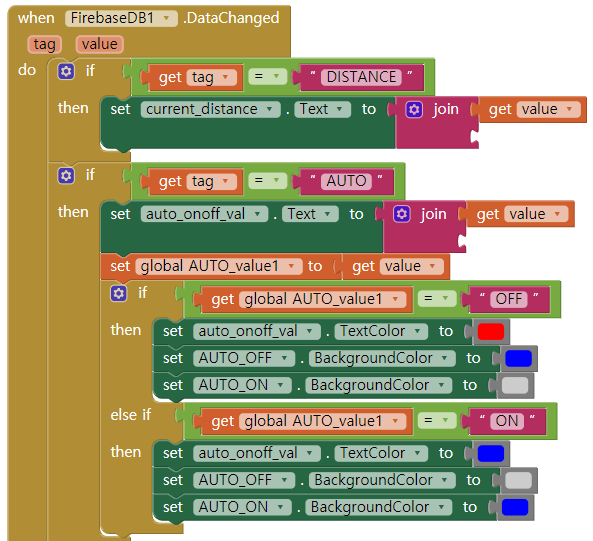 when FirebaseDB1 .DataChanged
tag value
do if get tag = " DISTANCE "
then set current_distance . Text to join get value
if get tag = " AUTO "
then set auto_onoff_val . Text to join get value
set global AUTO_value1 to get value
if get global AUTO_value1 = " OFF "
then set auto_onoff_val . TextColor to
set AUTO_OFF . BackgroundColor to
set AUTO_ON . BackgroundColor to
else if get global AUTO_value1 = " ON "
then set auto_onoff_val . TextColor to
set AUTO_OFF . BackgroundColor to
set AUTO_ON . BackgroundColor to